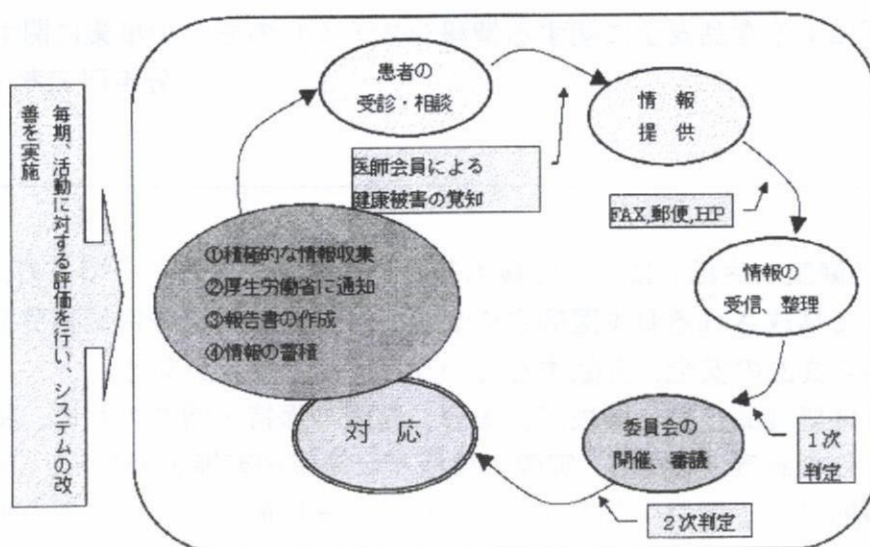 毎期、活動に対する評価を行い、システムの改
善を実施
患者の
受診・相談
情 報
提 供
医師会員による
健康被害の覚知
FAX,郵便,HP
①積極的な情報収集
②厚生労働省に通知
③報告書の作成
④情報の蓄積
情報の
受信、整理
対 応
委員会の
開催、審議
1次
判定
2次判定